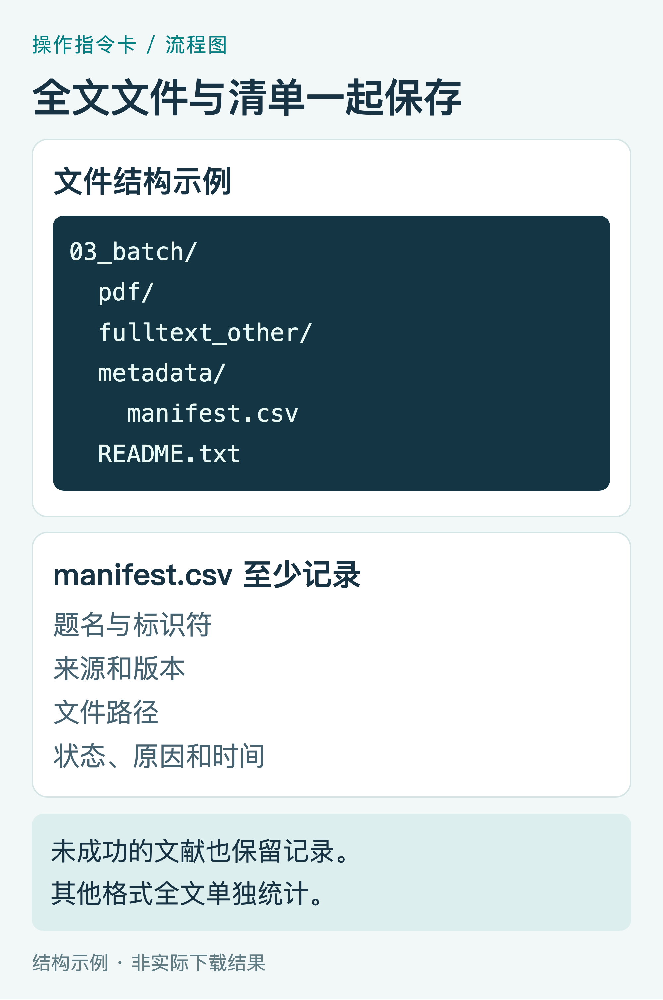 操作指令卡 / 流程图
全文文件与清单一起保存
文件结构示例
03_batch/
pdf/
fulltext_other/
metadata/
manifest.csv
README.txt
manifest.csv 至少记录
题名与标识符
来源和版本
文件路径
状态、原因和时间
未成功的文献也保留记录。
其他格式全文单独统计。
结构示例 · 非实际下载结果